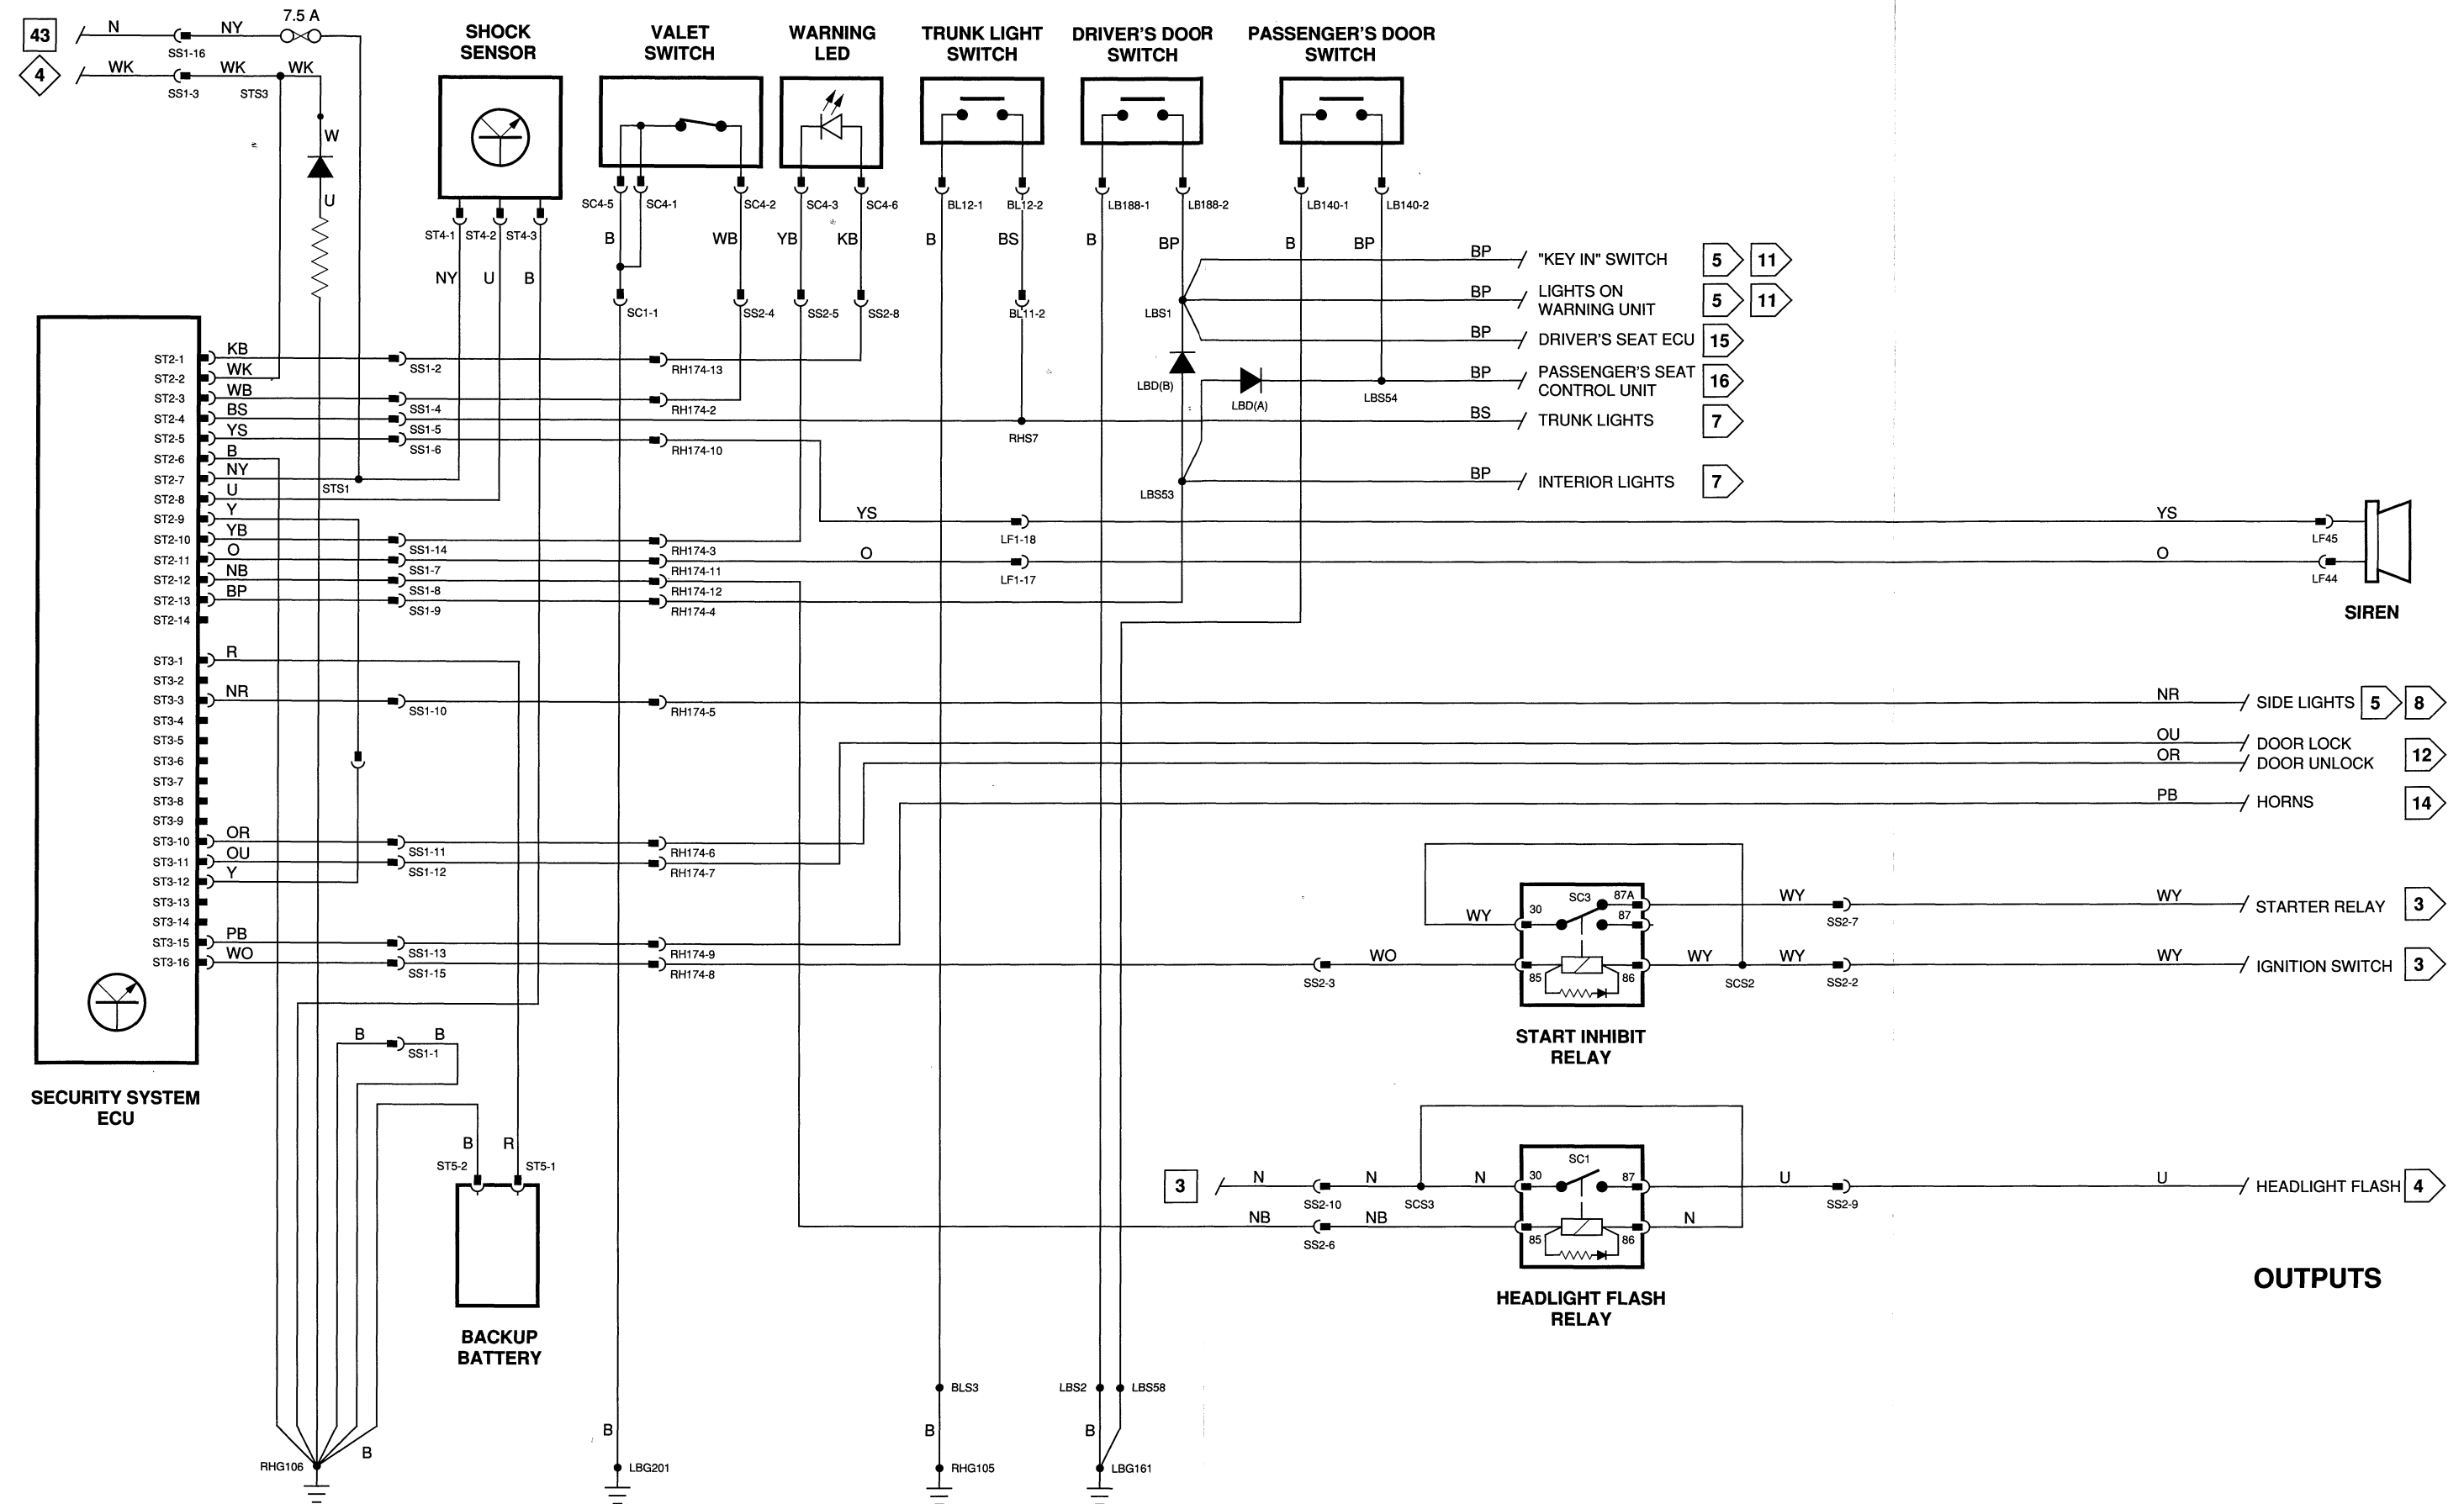 43
N
SS1-16
NY
7.5 A
4
WK
SS1-3
WK
STS3
WK
W
U
SHOCK
SENSOR
ST4-1
ST4-2
ST4-3
NY
U
B
VALET
SWITCH
SC4-5
SC4-1
SC4-2
B
WB
SC1-1
SS2-4
WARNING
LED
SC4-3
SC4-6
YB
KB
SS2-5
SS2-8
TRUNK LIGHT
SWITCH
BL12-1
BL12-2
B
BS
BL11-2
RHS7
DRIVER'S DOOR
SWITCH
LB188-1
LB188-2
B
BP
LBS1
LBD(B)
LBD(A)
LBS53
PASSENGER'S DOOR
SWITCH
LB140-1
LB140-2
B
BP
LBS54
BP
"KEY IN" SWITCH
5
11
BP
LIGHTS ON
WARNING UNIT
5
11
BP
DRIVER'S SEAT ECU
15
BP
PASSENGER'S SEAT
CONTROL UNIT
16
BS
TRUNK LIGHTS
7
BP
INTERIOR LIGHTS
7
ST2-1
KB
SS1-2
RH174-13
ST2-2
WK
ST2-3
WB
SS1-4
RH174-2
ST2-4
BS
SS1-5
ST2-5
YS
SS1-6
RH174-10
ST2-6
B
ST2-7
NY
STS1
ST2-8
U
ST2-9
Y
YS
LF1-18
YS
LF45
ST2-10
YB
SS1-14
RH174-3
ST2-11
O
SS1-7
RH174-11
O
LF1-17
O
LF44
SIREN
ST2-12
NB
SS1-8
RH174-12
ST2-13
BP
SS1-9
RH174-4
ST2-14
ST3-1
R
ST3-2
ST3-3
NR
SS1-10
RH174-5
NR
SIDE LIGHTS
5
8
ST3-4
ST3-5
OU
DOOR LOCK
ST3-6
OR
DOOR UNLOCK
12
ST3-7
ST3-8
PB
HORNS
14
ST3-9
ST3-10
OR
SS1-11
RH174-6
ST3-11
OU
SS1-12
RH174-7
ST3-12
Y
ST3-13
ST3-14
ST3-15
PB
SS1-13
RH174-9
ST3-16
WO
SS1-15
RH174-8
SS2-3
WO
WY
30
SC3
87A
87
85
86
WY
SS2-7
WY
STARTER RELAY
3
WY
SCS2
WY
SS2-2
WY
IGNITION SWITCH
3
START INHIBIT
RELAY
SECURITY SYSTEM
ECU
B
SS1-1
B
B
R
ST5-2
ST5-1
BACKUP
BATTERY
3
N
SS2-10
N
SCS3
N
30
SC1
87
85
86
U
SS2-9
U
HEADLIGHT FLASH
4
NB
SS2-6
NB
N
HEADLIGHT FLASH
RELAY
OUTPUTS
BLS3
LBS2
LBS58
B
B
B
B
RHG106
LBG201
RHG105
LBG161